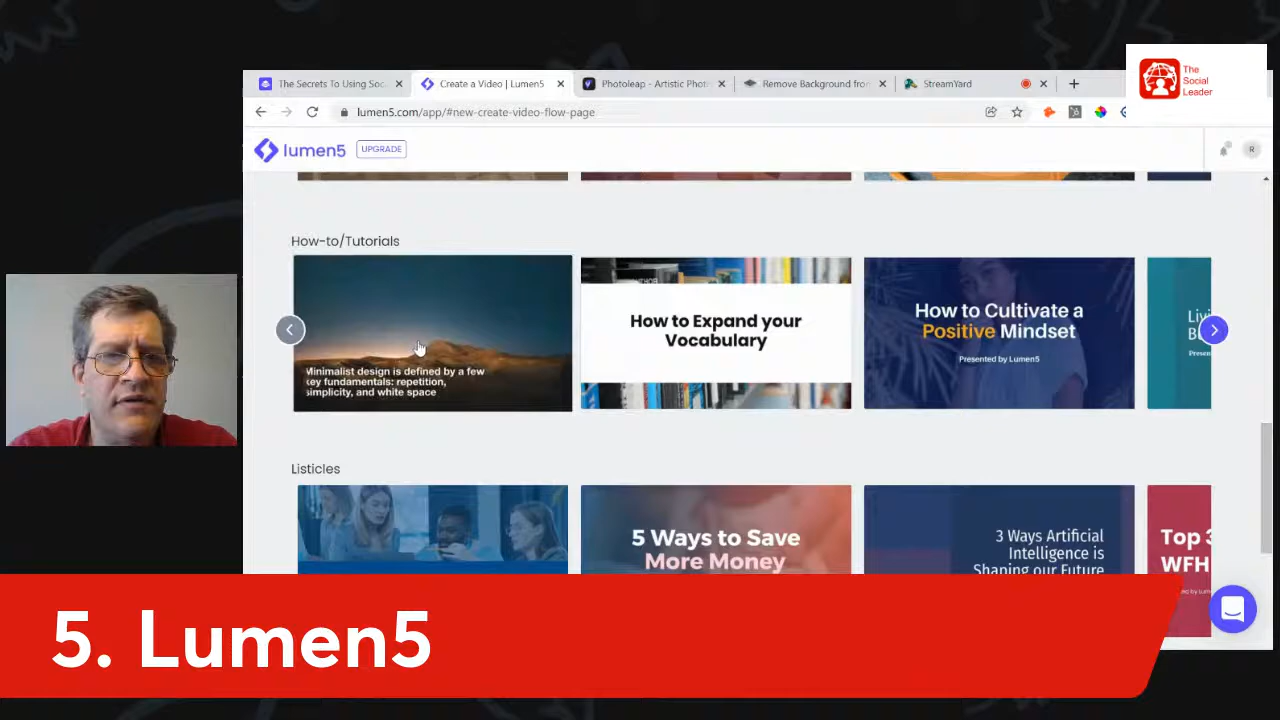 The Secrets To Using Soc
Create a Video | Lumen5
Photoleap - Artistic Phot
Remove Background fro
StreamYard
The
Social
Leader
lumen5.com/app/#new-create-video-flow-page
lumen5
UPGRADE
R
How-to/Tutorials
Minimalist design is defined by a few
key fundamentals: repetition,
simplicity, and white space
How to Expand your
Vocabulary
How to Cultivate a
Positive Mindset
Presented by Lumen5
Livi
B
Presen
Listicles
5 Ways to Save
More Money
3 Ways Artificial
Intelligence is
Shaping our Future
Top 3
WFH
5. Lumen5